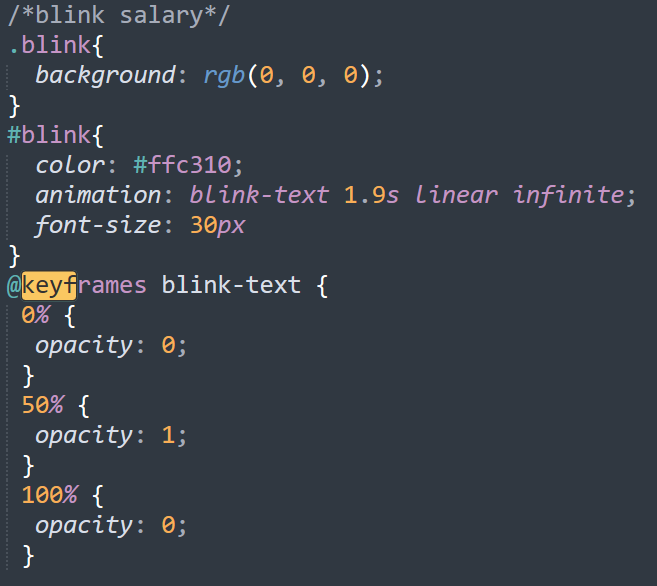 /*blink salary*/
.blink{
background: rgb(0, 0, 0);
}
#blink{
color: #ffc310;
animation: blink-text 1.9s linear infinite;
font-size: 30px
}
@keyframes blink-text {
0% {
opacity: 0;
}
50% {
opacity: 1;
}
100% {
opacity: 0;
}